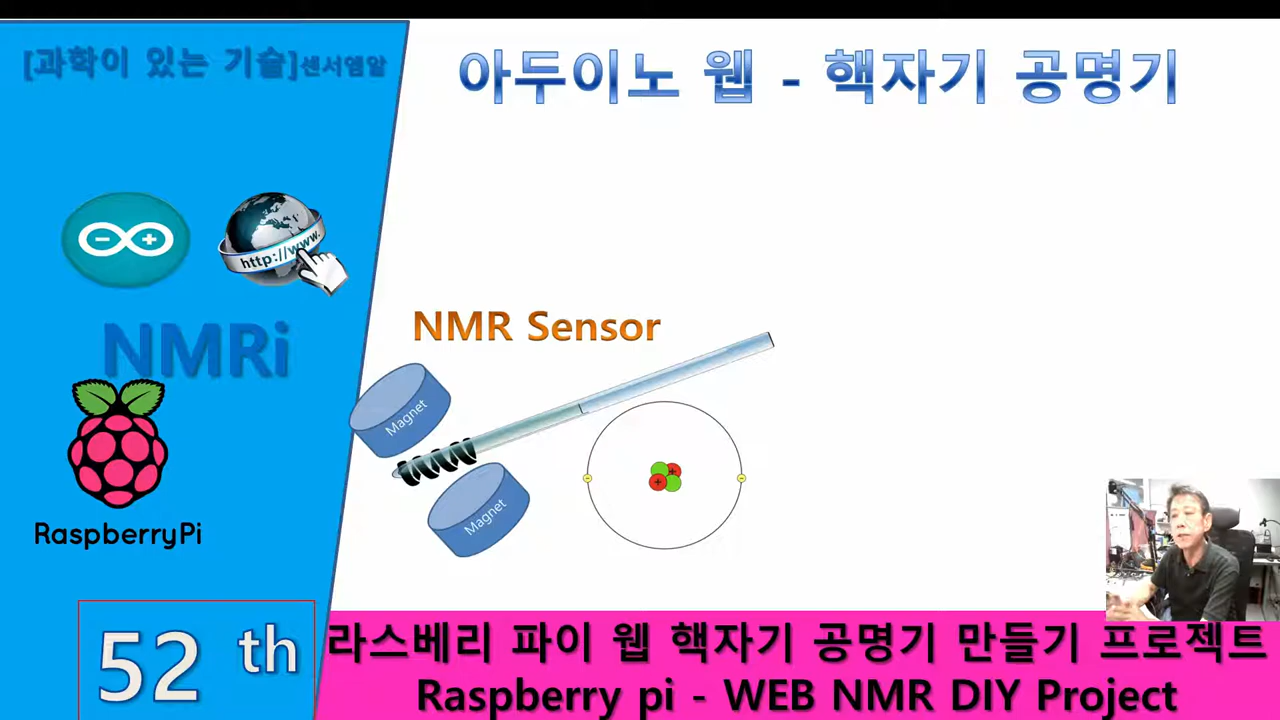 [과학이 있는 기술]센서엠알
아두이노 웹 - 핵자기 공명기
http://www.
NMRi
RaspberryPi
NMR Sensor
Magnet
Magnet
52 th
라스베리 파이 웹 핵자기 공명기 만들기 프로젝트
Raspberry pi - WEB NMR DIY Project